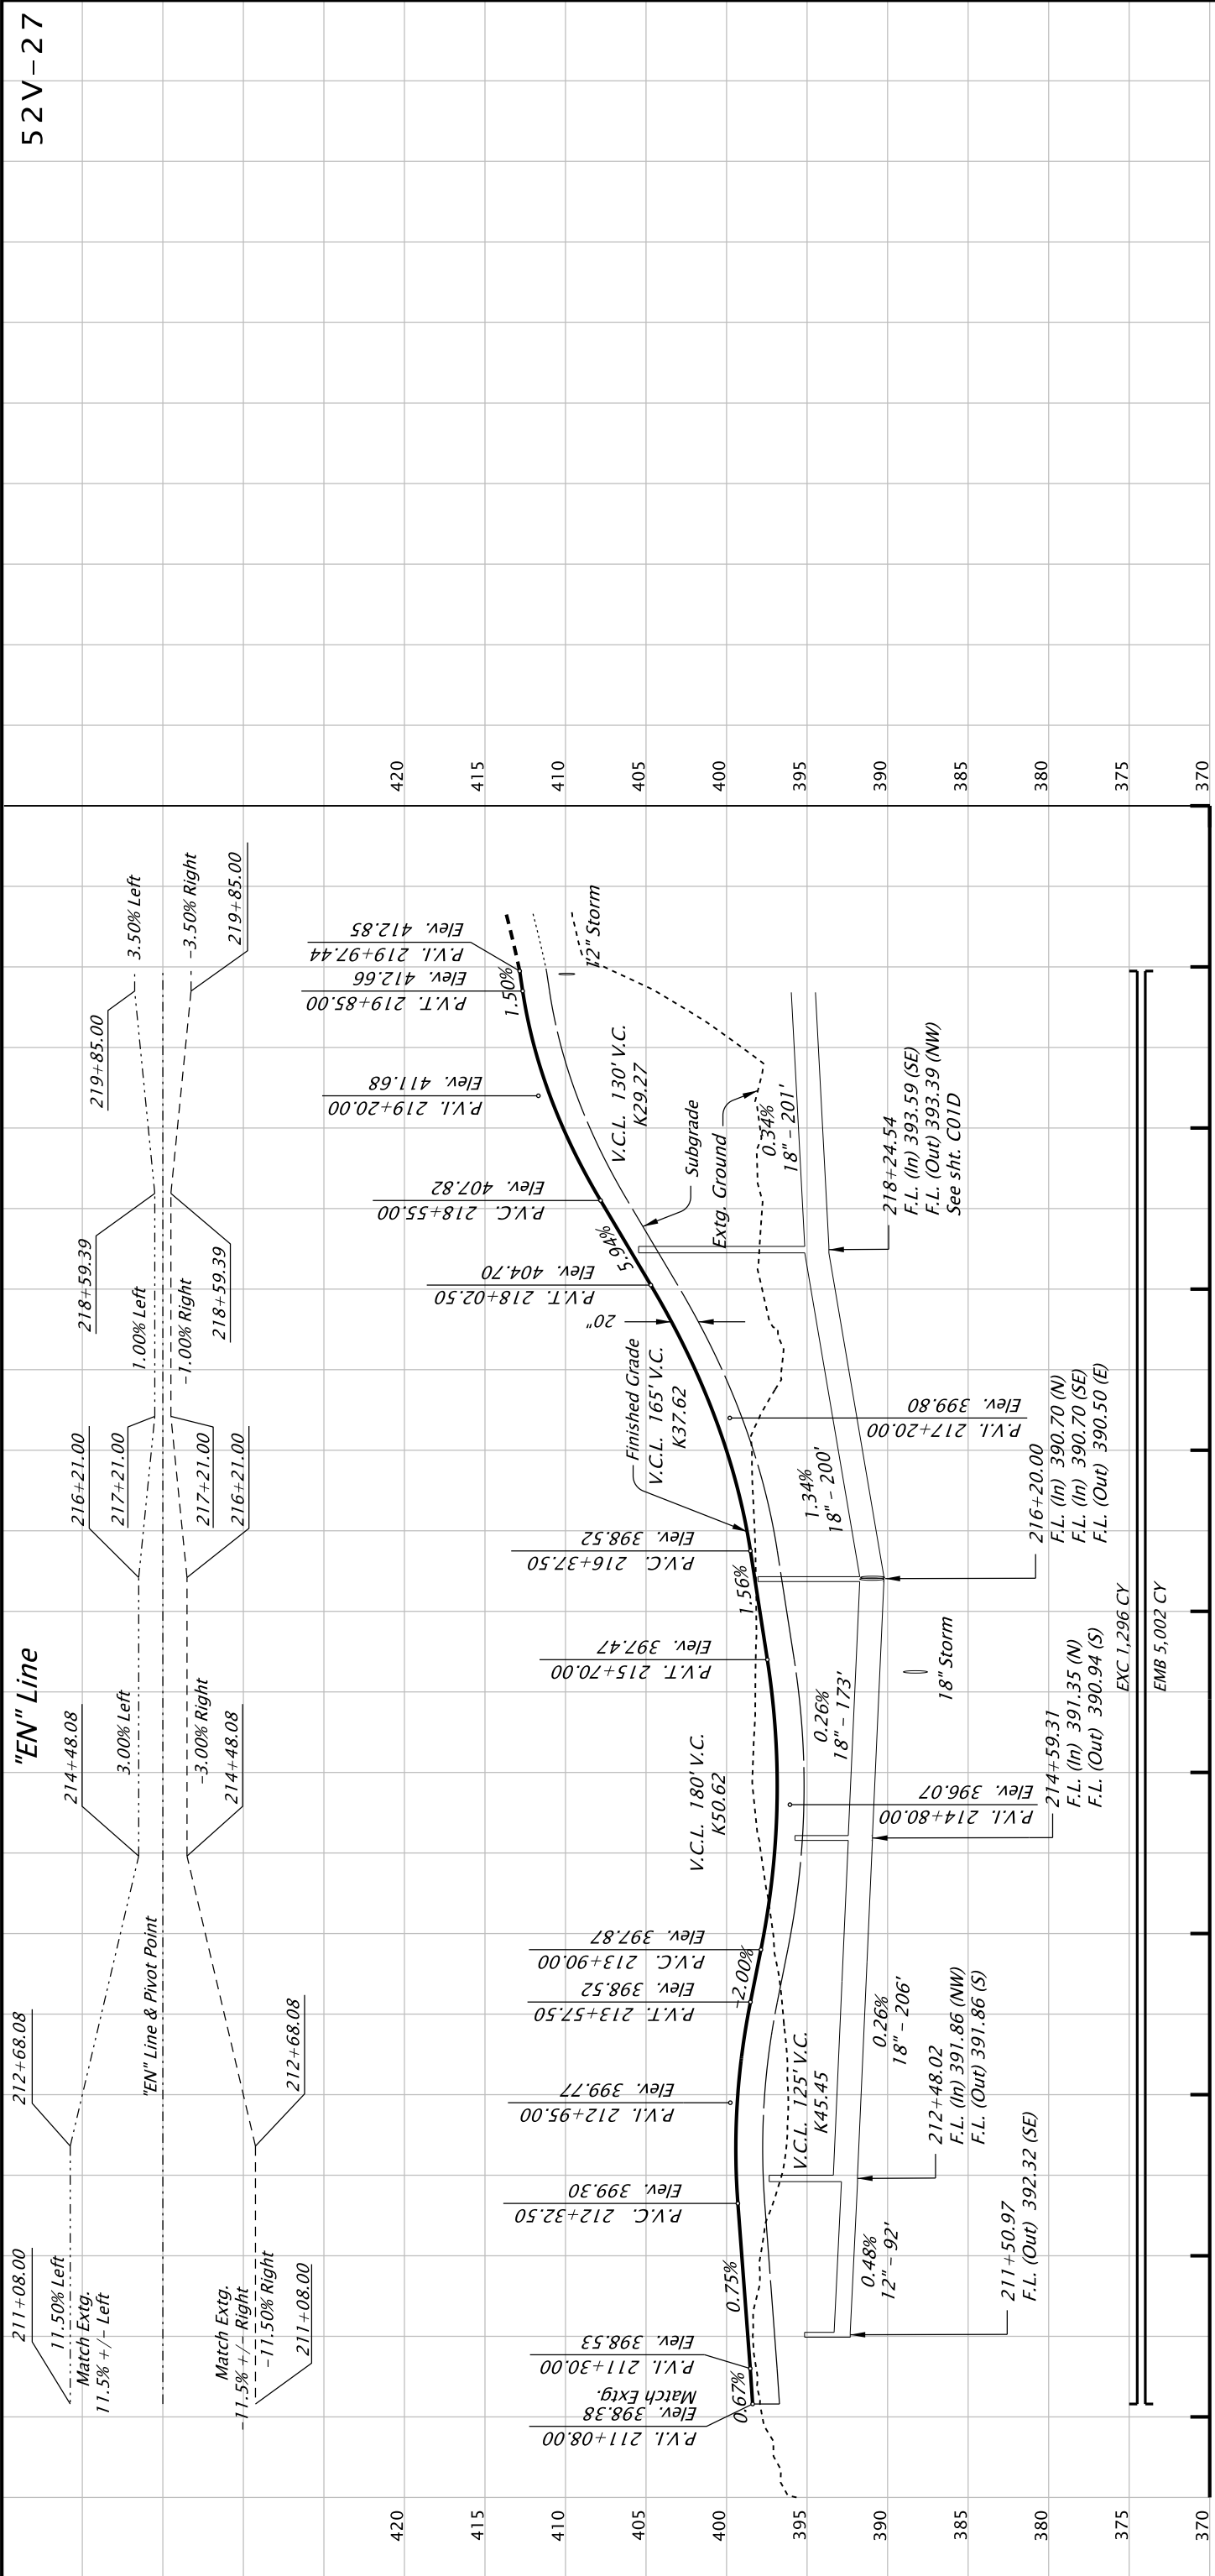 52V-27
"EN" Line
211+08.00
11.50% Left
Match Extg.
11.5% +/- Left
212+68.08
214+48.08
3.00% Left
216+21.00
217+21.00
1.00% Left
218+59.39
219+85.00
3.50% Left
"EN" Line & Pivot Point
Match Extg.
-11.5% +/- Right
-11.50% Right
211+08.00
212+68.08
-3.00% Right
214+48.08
217+21.00
216+21.00
-1.00% Right
218+59.39
-3.50% Right
219+85.00
420
415
410
405
400
395
390
385
380
375
370
420
415
410
405
400
395
390
385
380
375
370
P.V.I. 211+08.00
Elev. 398.38
Match Extg.
0.67%
P.V.I. 211+30.00
Elev. 398.53
0.75%
P.V.C. 212+32.50
Elev. 399.30
P.V.I. 212+95.00
Elev. 399.77
V.C.L. 125' V.C.
K45.45
P.V.T. 213+57.50
Elev. 398.52
-2.00%
P.V.C. 213+90.00
Elev. 397.87
V.C.L. 180' V.C.
K50.62
P.V.I. 214+80.00
Elev. 396.07
P.V.T. 215+70.00
Elev. 397.47
1.56%
P.V.C. 216+37.50
Elev. 398.52
Finished Grade
V.C.L. 165' V.C.
K37.62
P.V.I. 217+20.00
Elev. 399.80
20"
P.V.T. 218+02.50
Elev. 404.70
5.94%
P.V.C. 218+55.00
Elev. 407.82
Subgrade
Extg. Ground
V.C.L. 130' V.C.
K29.27
P.V.I. 219+20.00
Elev. 411.68
P.V.T. 219+85.00
Elev. 412.66
1.50%
P.V.I. 219+97.44
Elev. 412.85
12" Storm
0.48%
12" - 92'
0.26%
18" - 206'
0.26%
18" - 173'
1.34%
18" - 200'
0.34%
18" - 201'
18" Storm
211+50.97
F.L. (Out) 392.32 (SE)
212+48.02
F.L. (In) 391.86 (NW)
F.L. (Out) 391.86 (S)
214+59.31
F.L. (In) 391.35 (N)
F.L. (Out) 390.94 (S)
216+20.00
F.L. (In) 390.70 (N)
F.L. (In) 390.70 (SE)
F.L. (Out) 390.50 (E)
218+24.54
F.L. (In) 393.59 (SE)
F.L. (Out) 393.39 (NW)
See sht. C01D
EXC 1,296 CY
EMB 5,002 CY